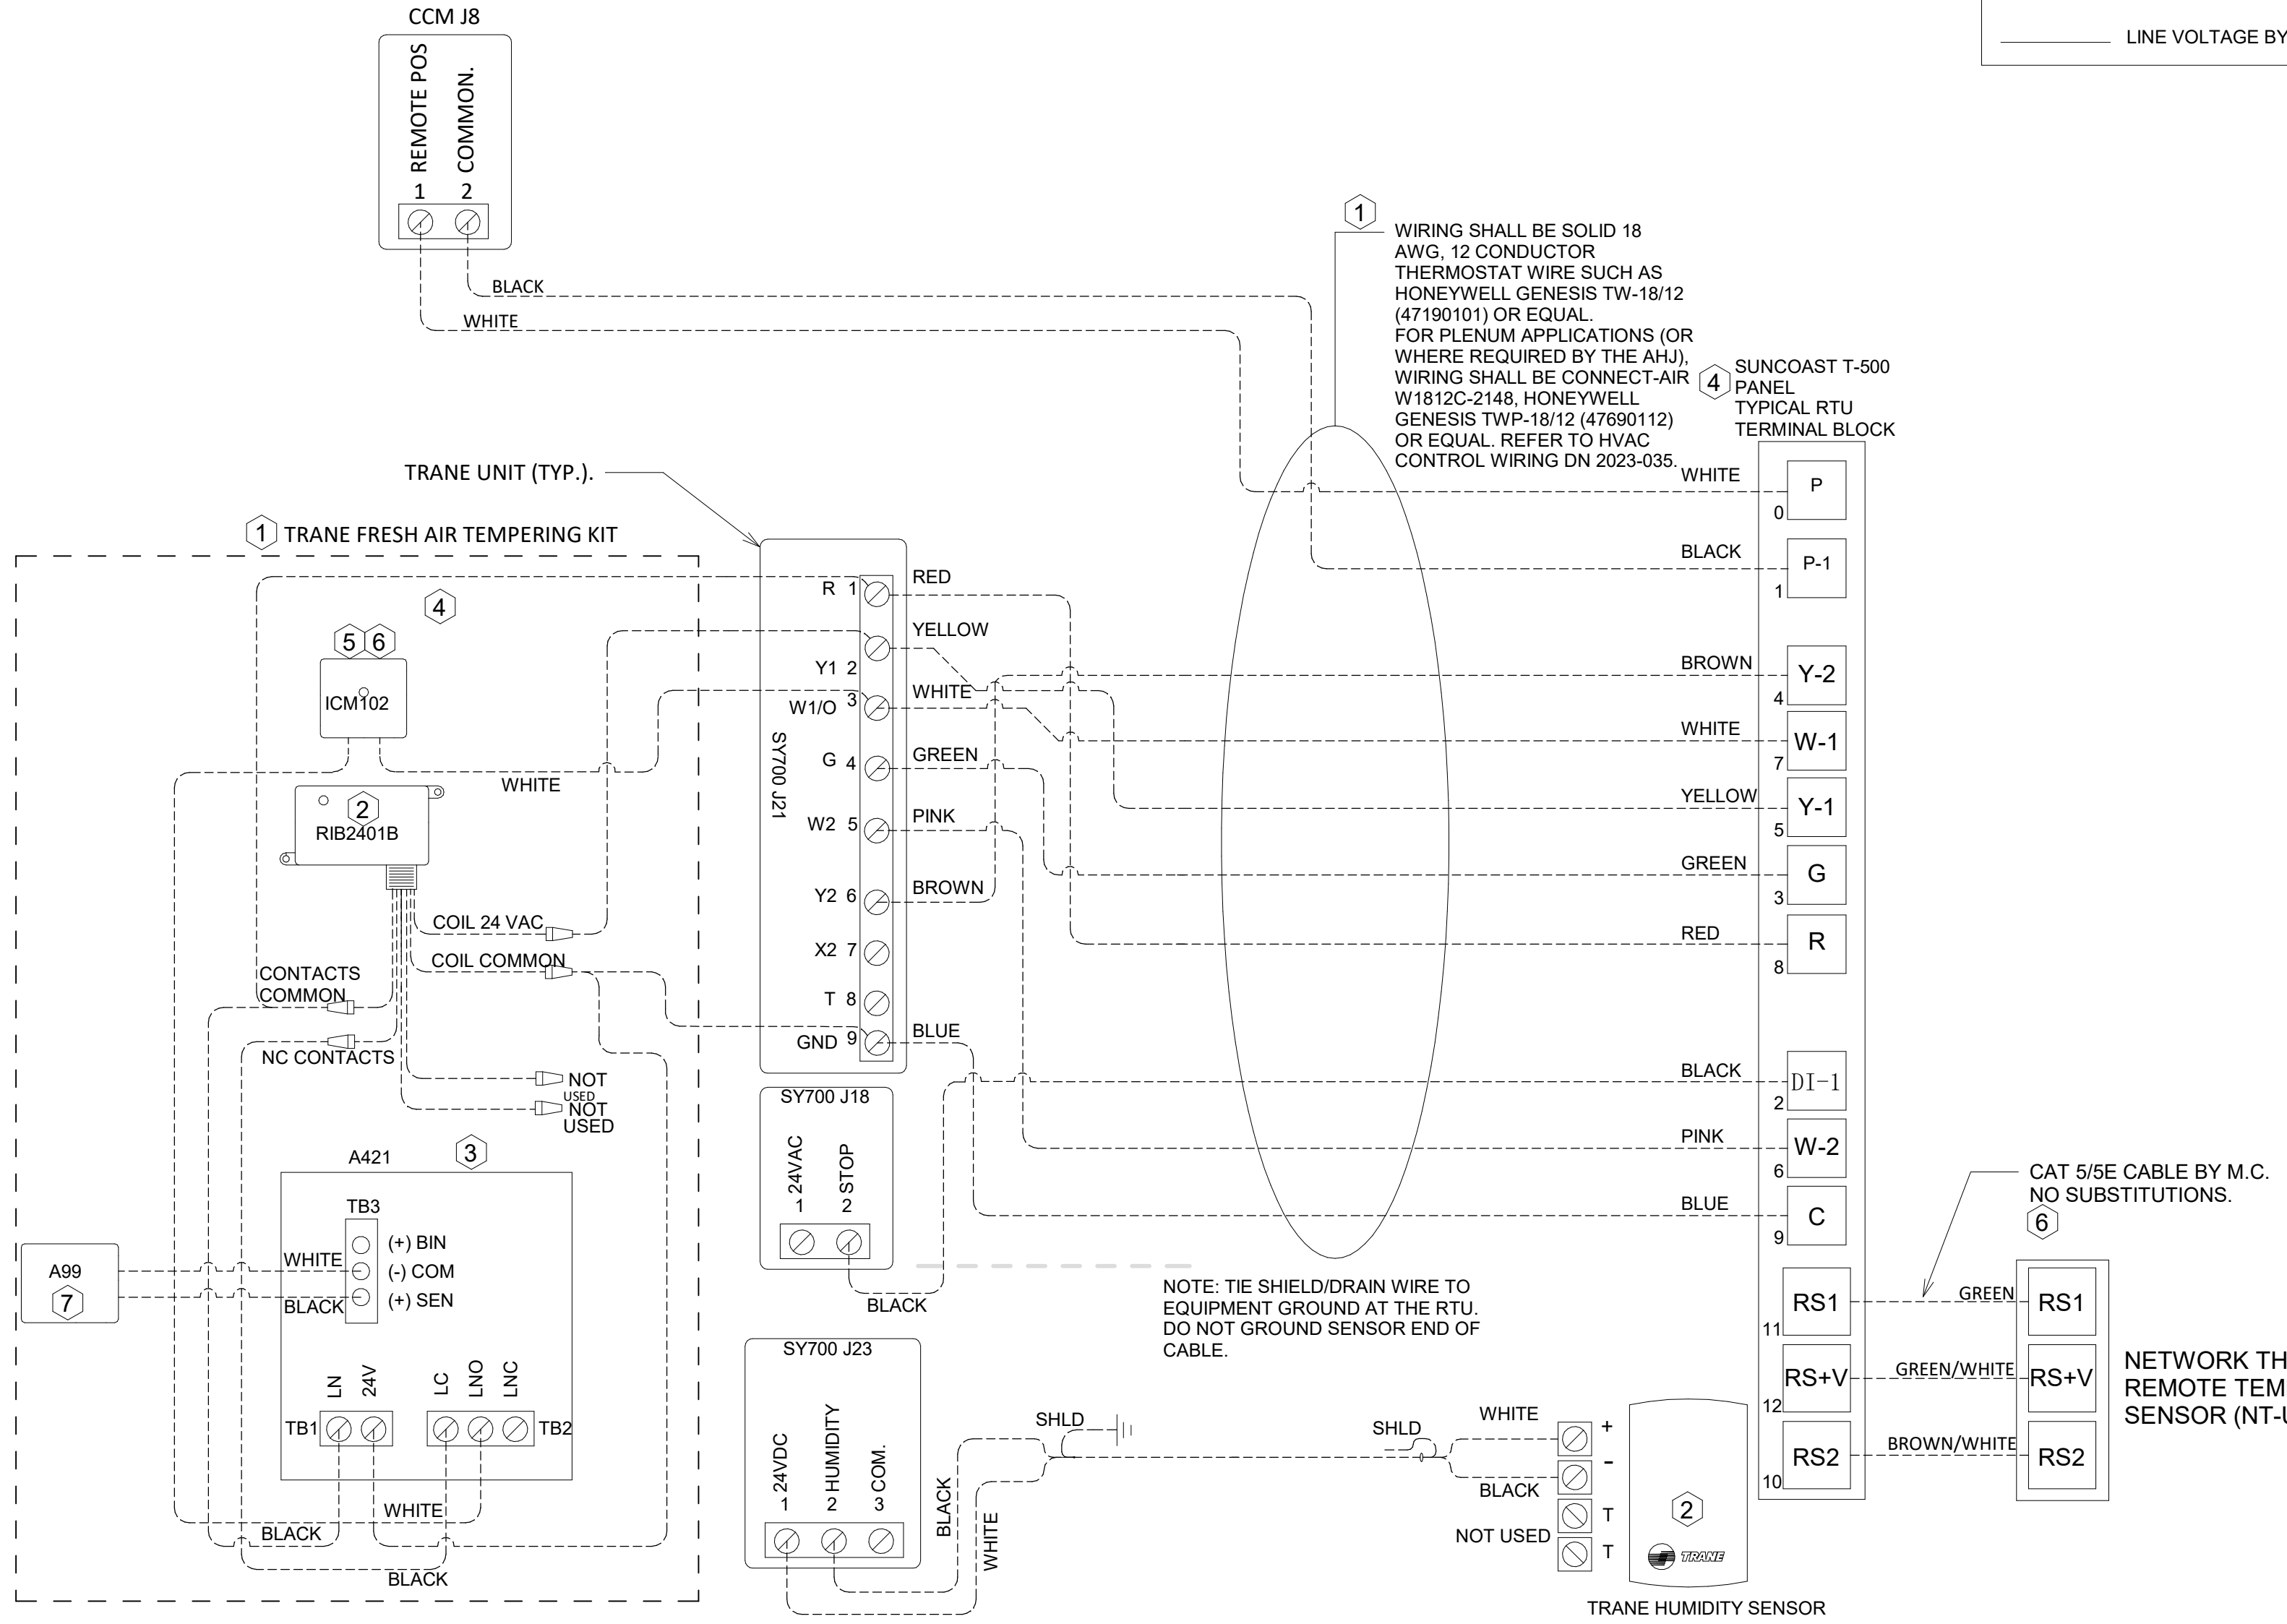 CCM J8
REMOTE POS
COMMON.
1 2
BLACK
WHITE
LINE VOLTAGE BY
1
WIRING SHALL BE SOLID 18
AWG, 12 CONDUCTOR
THERMOSTAT WIRE SUCH AS
HONEYWELL GENESIS TW-18/12
(47190101) OR EQUAL.
FOR PLENUM APPLICATIONS (OR
WHERE REQUIRED BY THE AHJ),
WIRING SHALL BE CONNECT-AIR
W1812C-2148, HONEYWELL
GENESIS TWP-18/12 (47690112)
OR EQUAL. REFER TO HVAC
CONTROL WIRING DN 2023-035.
4
SUNCOAST T-500
PANEL
TYPICAL RTU
TERMINAL BLOCK
TRANE UNIT (TYP.).
1 TRANE FRESH AIR TEMPERING KIT
4
5 6
ICM102
WHITE
2
RIB2401B
COIL 24 VAC
COIL COMMON
CONTACTS
COMMON
NC CONTACTS
NOT
USED
NOT
USED
A421
3
TB3
(+) BIN
WHITE
(-) COM
BLACK
(+) SEN
A99
7
LN
24V
LC
LNO
LNC
TB1
TB2
WHITE
BLACK
BLACK
SY700 J21
R 1 RED
Y1 2 YELLOW
W1/O 3 WHITE
G 4 GREEN
W2 5 PINK
Y2 6 BROWN
X2 7
T 8
GND 9 BLUE
SY700 J18
24VAC
STOP
1 2
BLACK
SY700 J23
24VDC
HUMIDITY
COM.
1 2 3
BLACK
WHITE
WHITE P
0
BLACK P-1
1
BROWN Y-2
4
WHITE W-1
7
YELLOW Y-1
5
GREEN G
3
RED R
8
BLACK DI-1
2
PINK W-2
6
BLUE C
9
RS1
11
RS+V
12
RS2
10
CAT 5/5E CABLE BY M.C.
NO SUBSTITUTIONS.
6
GREEN RS1
GREEN/WHITE RS+V
BROWN/WHITE RS2
NETWORK TH
REMOTE TEM
SENSOR (NT-U
NOTE: TIE SHIELD/DRAIN WIRE TO
EQUIPMENT GROUND AT THE RTU.
DO NOT GROUND SENSOR END OF
CABLE.
SHLD
SHLD
WHITE +
-
BLACK
T
NOT USED
T
2
TRANE
TRANE HUMIDITY SENSOR